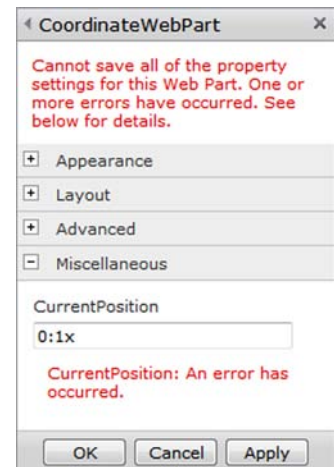 CoordinateWebPart
Cannot save all of the property
settings for this Web Part. One or
more errors have occurred. See
below for details.
Appearance
Layout
Advanced
Miscellaneous
CurrentPosition
0:1x
CurrentPosition: An error has
occurred.
OK Cancel Apply